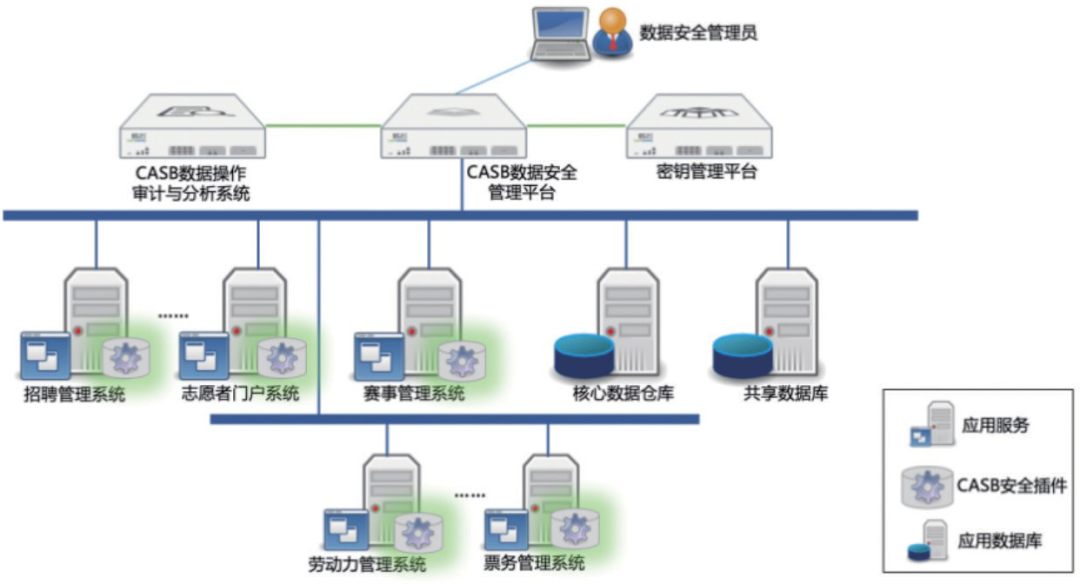 数据安全管理员
CASB数据操作
审计与分析系统
CASB数据安全
管理平台
密钥管理平台
......
招聘管理系统
志愿者门户系统
赛事管理系统
核心数据仓库
共享数据库
......
劳动力管理系统
票务管理系统
应用服务
CASB安全插件
应用数据库